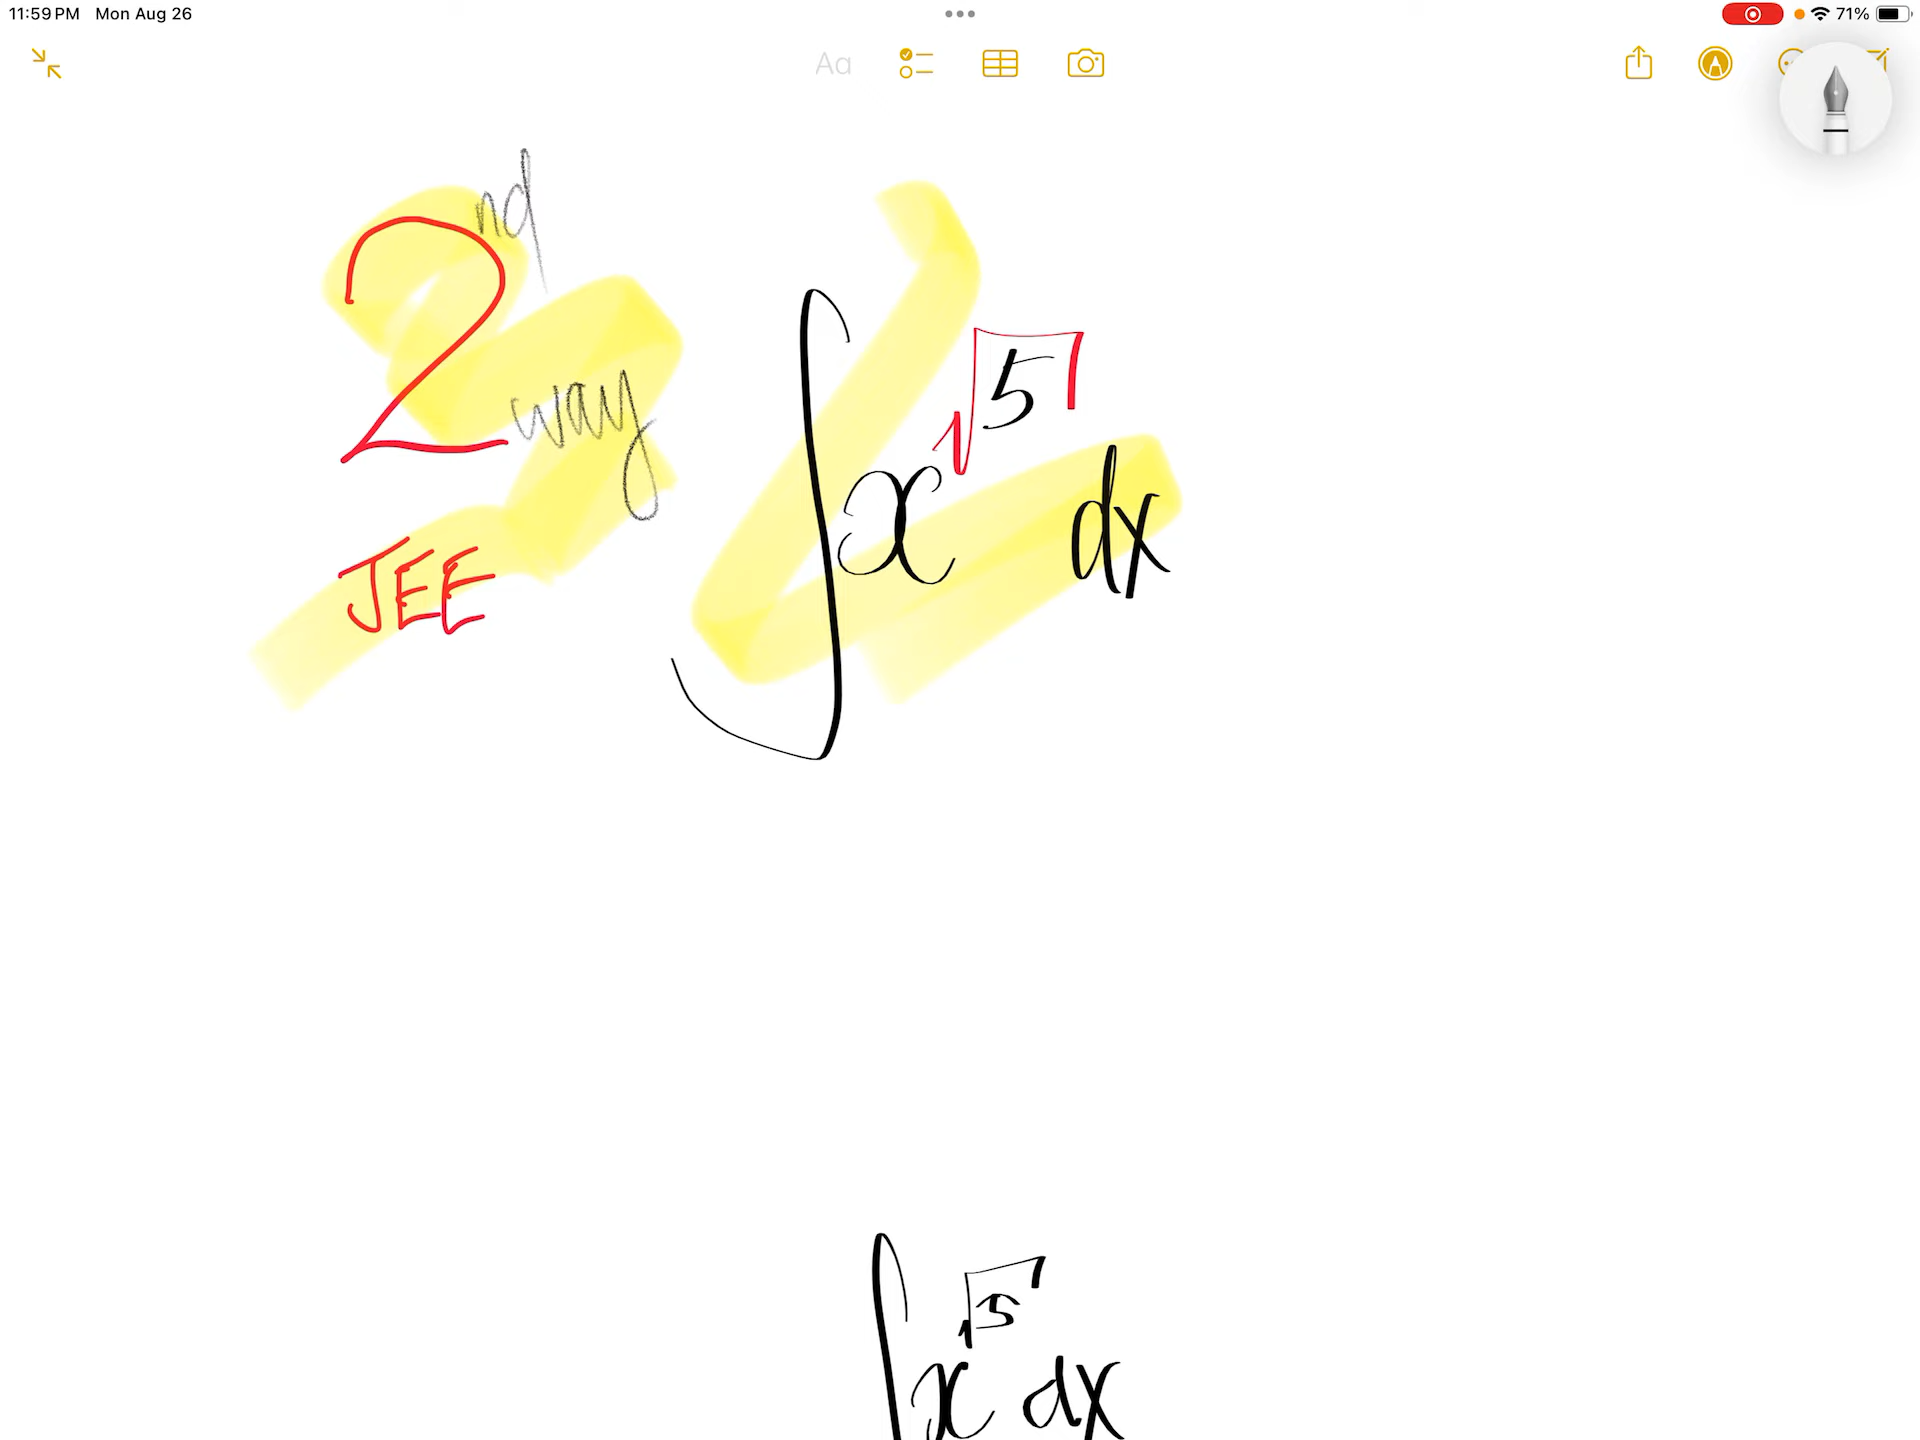 11:59 PM Mon Aug 26
71%
Aa
2nd way
JEE
∫x^√5 dx
∫x^√5 dx